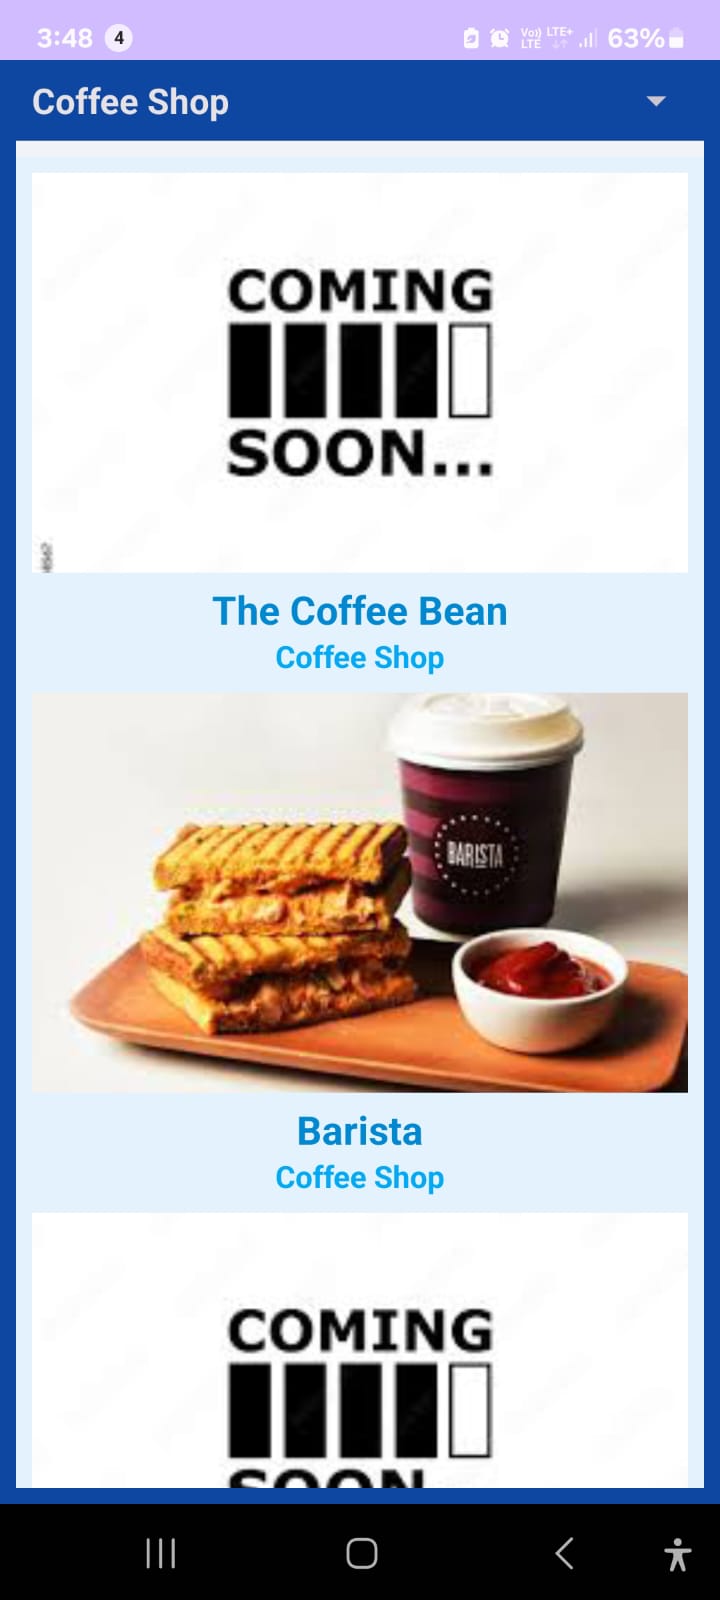 3:48 4 Vo)) LTE LTE+ 63%
Coffee Shop
COMING
SOON...
The Coffee Bean
Coffee Shop
BARISTA
Barista
Coffee Shop
COMING
SOON